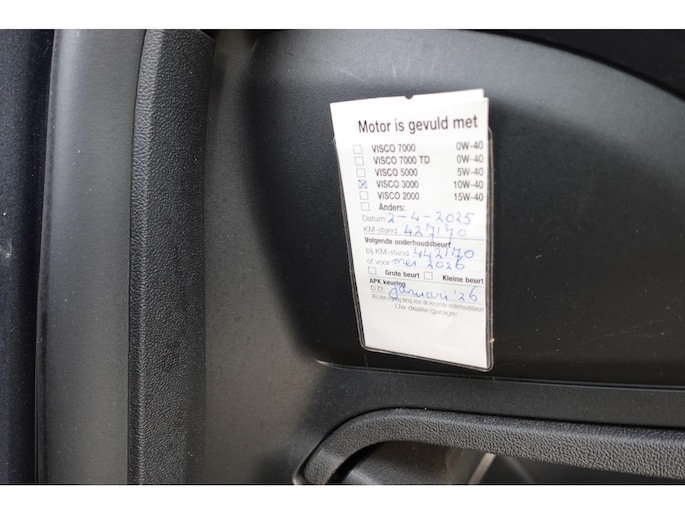 Motor is gevuld met
VISCO 7000 0W-40
VISCO 7000 TD 0W-40
VISCO 5000 5W-40
VISCO 3000 10W-40
VISCO 2000 15W-40
Anders:
Datum 2-4-2025
KM-stand 427170
Volgende onderhoudsbeurt
bij KM-stand 442170
of voor mei 2026
Grote beurt Kleine beurt
APK keuring
D.D. januari '26
Uw dealer/garage: